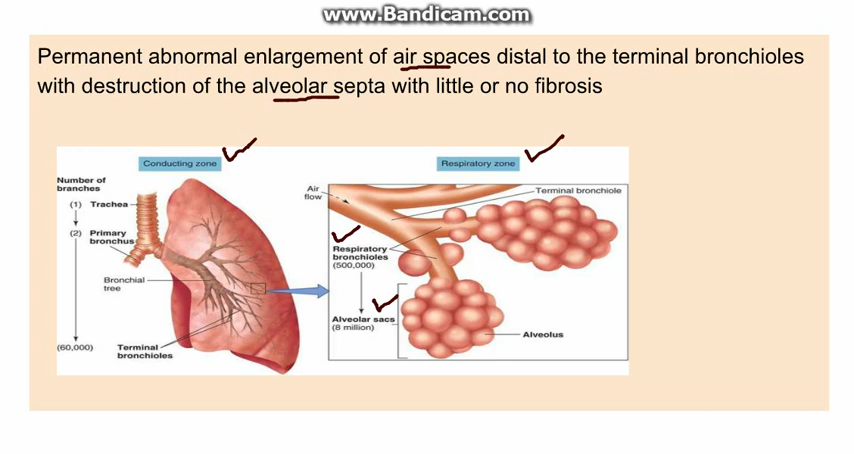 www.Bandicam.com
Permanent abnormal enlargement of air spaces distal to the terminal bronchioles
with destruction of the alveolar septa with little or no fibrosis
Conducting zone
Number of
branches
(1) Trachea
(2) Primary
bronchus
Bronchial
tree
(60,000)
Terminal
bronchioles
Respiratory zone
Air
flow
Terminal bronchiole
Respiratory
bronchioles
(500,000)
Alveolar sacs
(8 million)
Alveolus